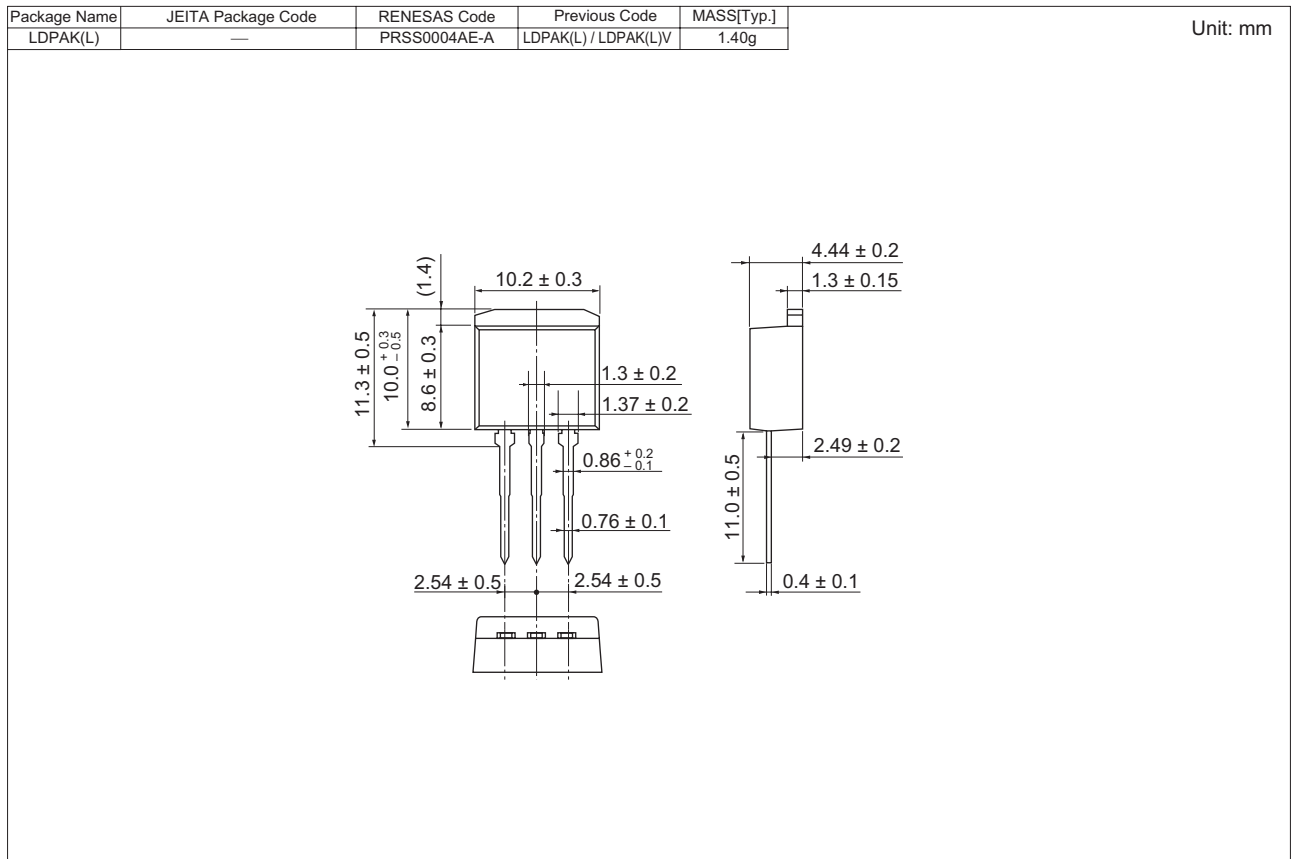 Package Name JEITA Package Code RENESAS Code Previous Code MASS[Typ.]
LDPAK(L) — PRSS0004AE-A LDPAK(L) / LDPAK(L)V 1.40g
Unit: mm
4.44 ± 0.2
1.3 ± 0.15
(1.4)
10.2 ± 0.3
11.3 ± 0.5
10.0 + 0.3 − 0.5
8.6 ± 0.3
1.3 ± 0.2
1.37 ± 0.2
2.49 ± 0.2
0.86 + 0.2 − 0.1
11.0 ± 0.5
0.76 ± 0.1
2.54 ± 0.5
2.54 ± 0.5
0.4 ± 0.1